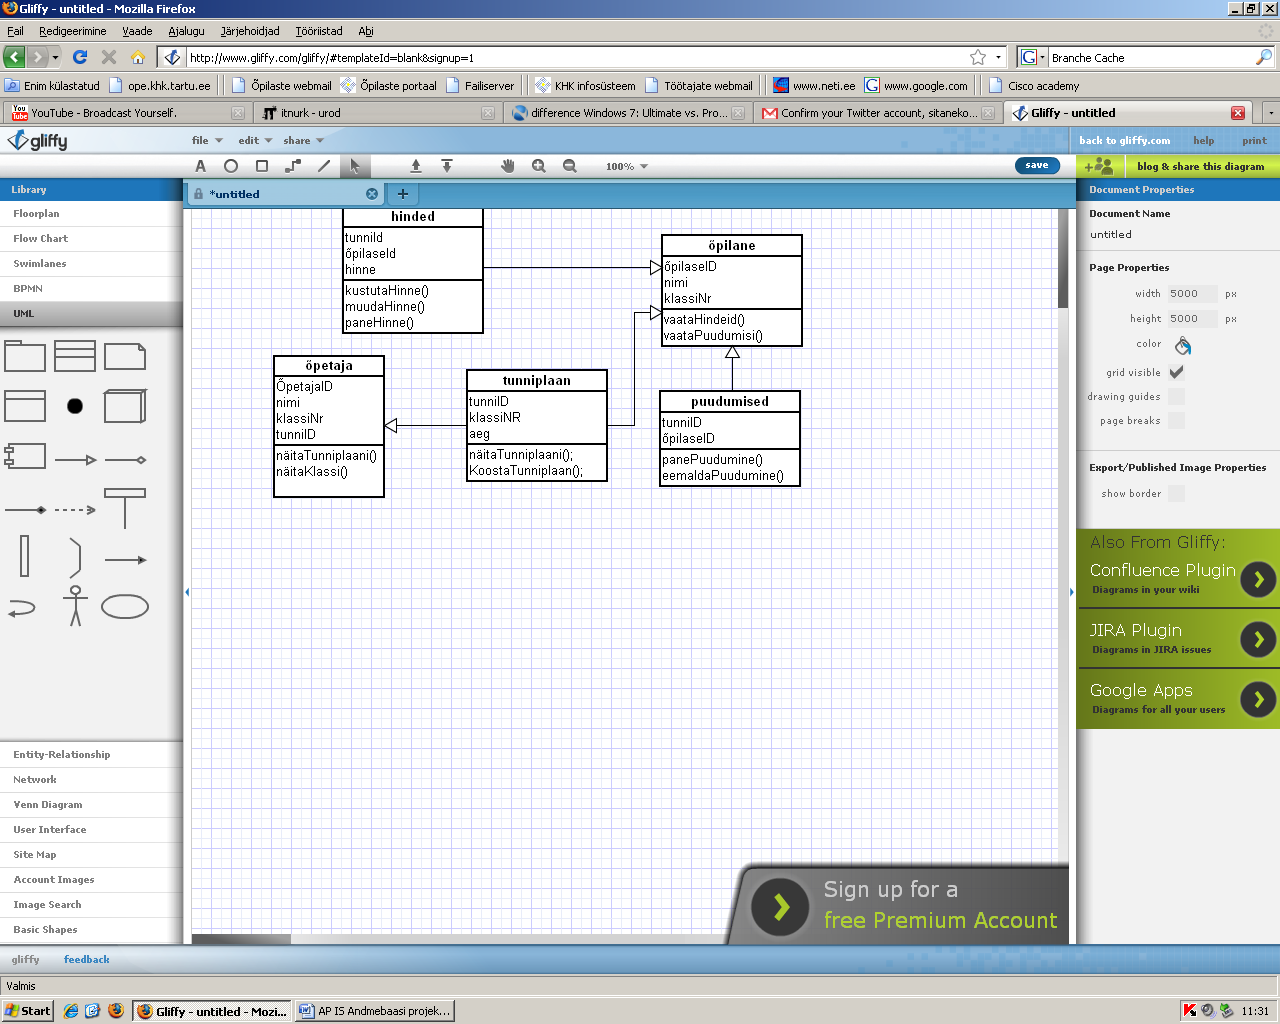 Gliffy - untitled - Mozilla Firefox
Fail Redigeerimine Vaade Ajalugu Järjehoidjad Tööriistad Abi
http://www.gliffy.com/gliffy/#templateId=blank&signup=1
G Branche Cache
Enim külastatud ope.khk.tartu.ee Õpilaste webmail Õpilaste portaal Failiserver KHK infosüsteem Töötajate webmail www.neti.ee www.google.com Cisco academy
YouTube - Broadcast Yourself. itnurk - urod difference Windows 7: Ultimate vs. Pro... Confirm your Twitter account, sitaneko... Gliffy - untitled
gliffy file edit share back to gliffy.com help print
A 100% save blog & share this diagram
Library
Floorplan
Flow Chart
Swimlanes
BPMN
UML
Entity-Relationship
Network
Venn Diagram
User Interface
Site Map
Account Images
Image Search
Basic Shapes
*untitled +
hinded
tunniId
õpilaseId
hinne
kustutaHinne()
muudaHinne()
paneHinne()
õpilane
õpilaseID
nimi
klassiNr
vaataHindeid()
vaataPuudumisi()
õpetaja
ÕpetajaID
nimi
klassiNr
tunniID
näitaTunniplaani()
näitaKlassi()
tunniplaan
tunniID
klassiNR
aeg
näitaTunniplaani();
KoostaTunniplaan();
puudumised
tunniID
õpilaseID
panePuudumine()
eemaldaPuudumine()
Sign up for a
free Premium Account
Document Properties
Document Name
untitled
Page Properties
width 5000 px
height 5000 px
color
grid visible
drawing guides
page breaks
Export/Published Image Properties
show border
Also From Gliffy:
Confluence Plugin
Diagrams in your wiki
JIRA Plugin
Diagrams in JIRA issues
Google Apps
Diagrams for all your users
gliffy feedback
Valmis
Start Gliffy - untitled - Mozi... AP IS Andmebaasi projek... 11:31